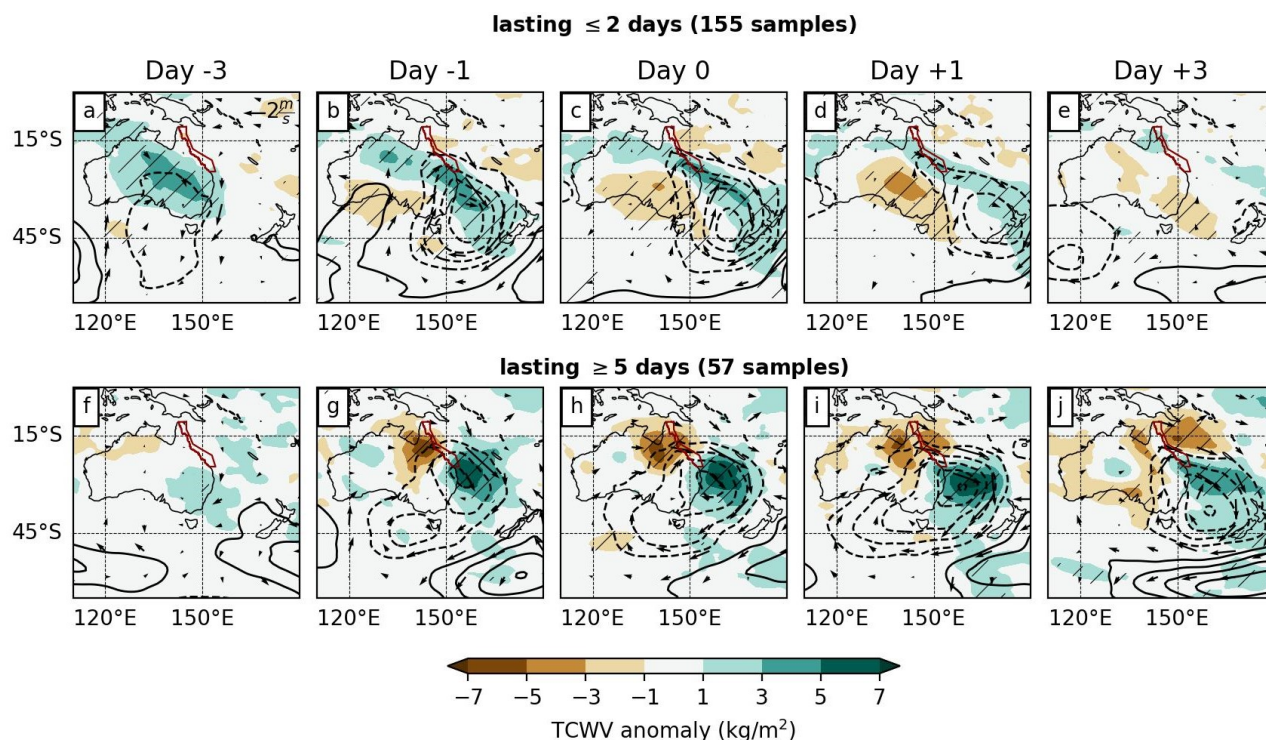 lasting ≤ 2 days (155 samples)
Day -3 Day -1 Day 0 Day +1 Day +3
a b c d e
2 m/s
15°S
45°S
120°E 150°E 120°E 150°E 120°E 150°E 120°E 150°E 120°E 150°E
lasting ≥ 5 days (57 samples)
f g h i j
15°S
45°S
120°E 150°E 120°E 150°E 120°E 150°E 120°E 150°E 120°E 150°E
−7 −5 −3 −1 1 3 5 7
TCWV anomaly (kg/m²)